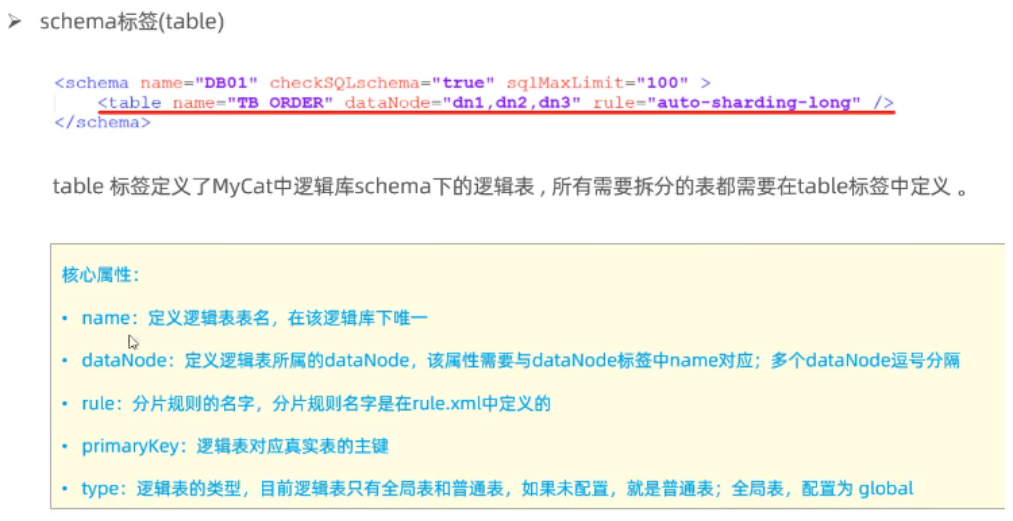 ➢ schema标签(table)
<schema name="DB01" checkSQLschema="true" sqlMaxLimit="100" >
<table name="TB_ORDER" dataNode="dn1,dn2,dn3" rule="auto-sharding-long" />
</schema>
table 标签定义了MyCat中逻辑库schema下的逻辑表 , 所有需要拆分的表都需要在table标签中定义 。
核心属性：
• name：定义逻辑表表名，在该逻辑库下唯一
• dataNode：定义逻辑表所属的dataNode，该属性需要与dataNode标签中name对应；多个dataNode逗号分隔
• rule：分片规则的名字，分片规则名字是在rule.xml中定义的
• primaryKey：逻辑表对应真实表的主键
• type：逻辑表的类型，目前逻辑表只有全局表和普通表，如果未配置，就是普通表；全局表，配置为 global